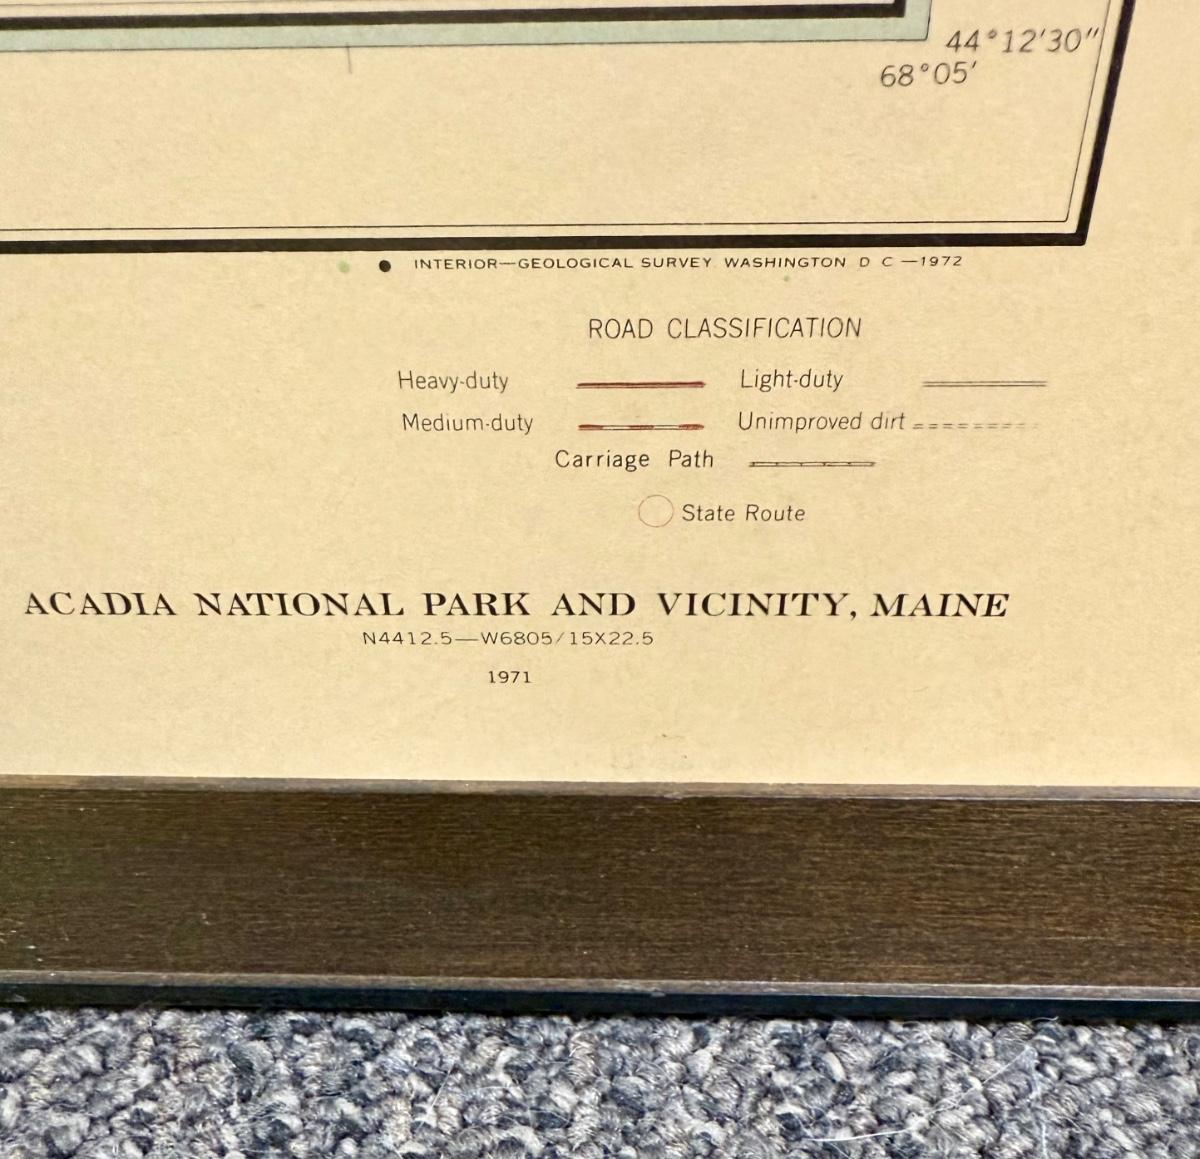 44°12'30"
68°05'
INTERIOR—GEOLOGICAL SURVEY. WASHINGTON D C —1972
ROAD CLASSIFICATION
Heavy-duty Light-duty
Medium-duty Unimproved dirt
Carriage Path
State Route
ACADIA NATIONAL PARK AND VICINITY, MAINE
N4412.5—W6805/15X22.5
1971